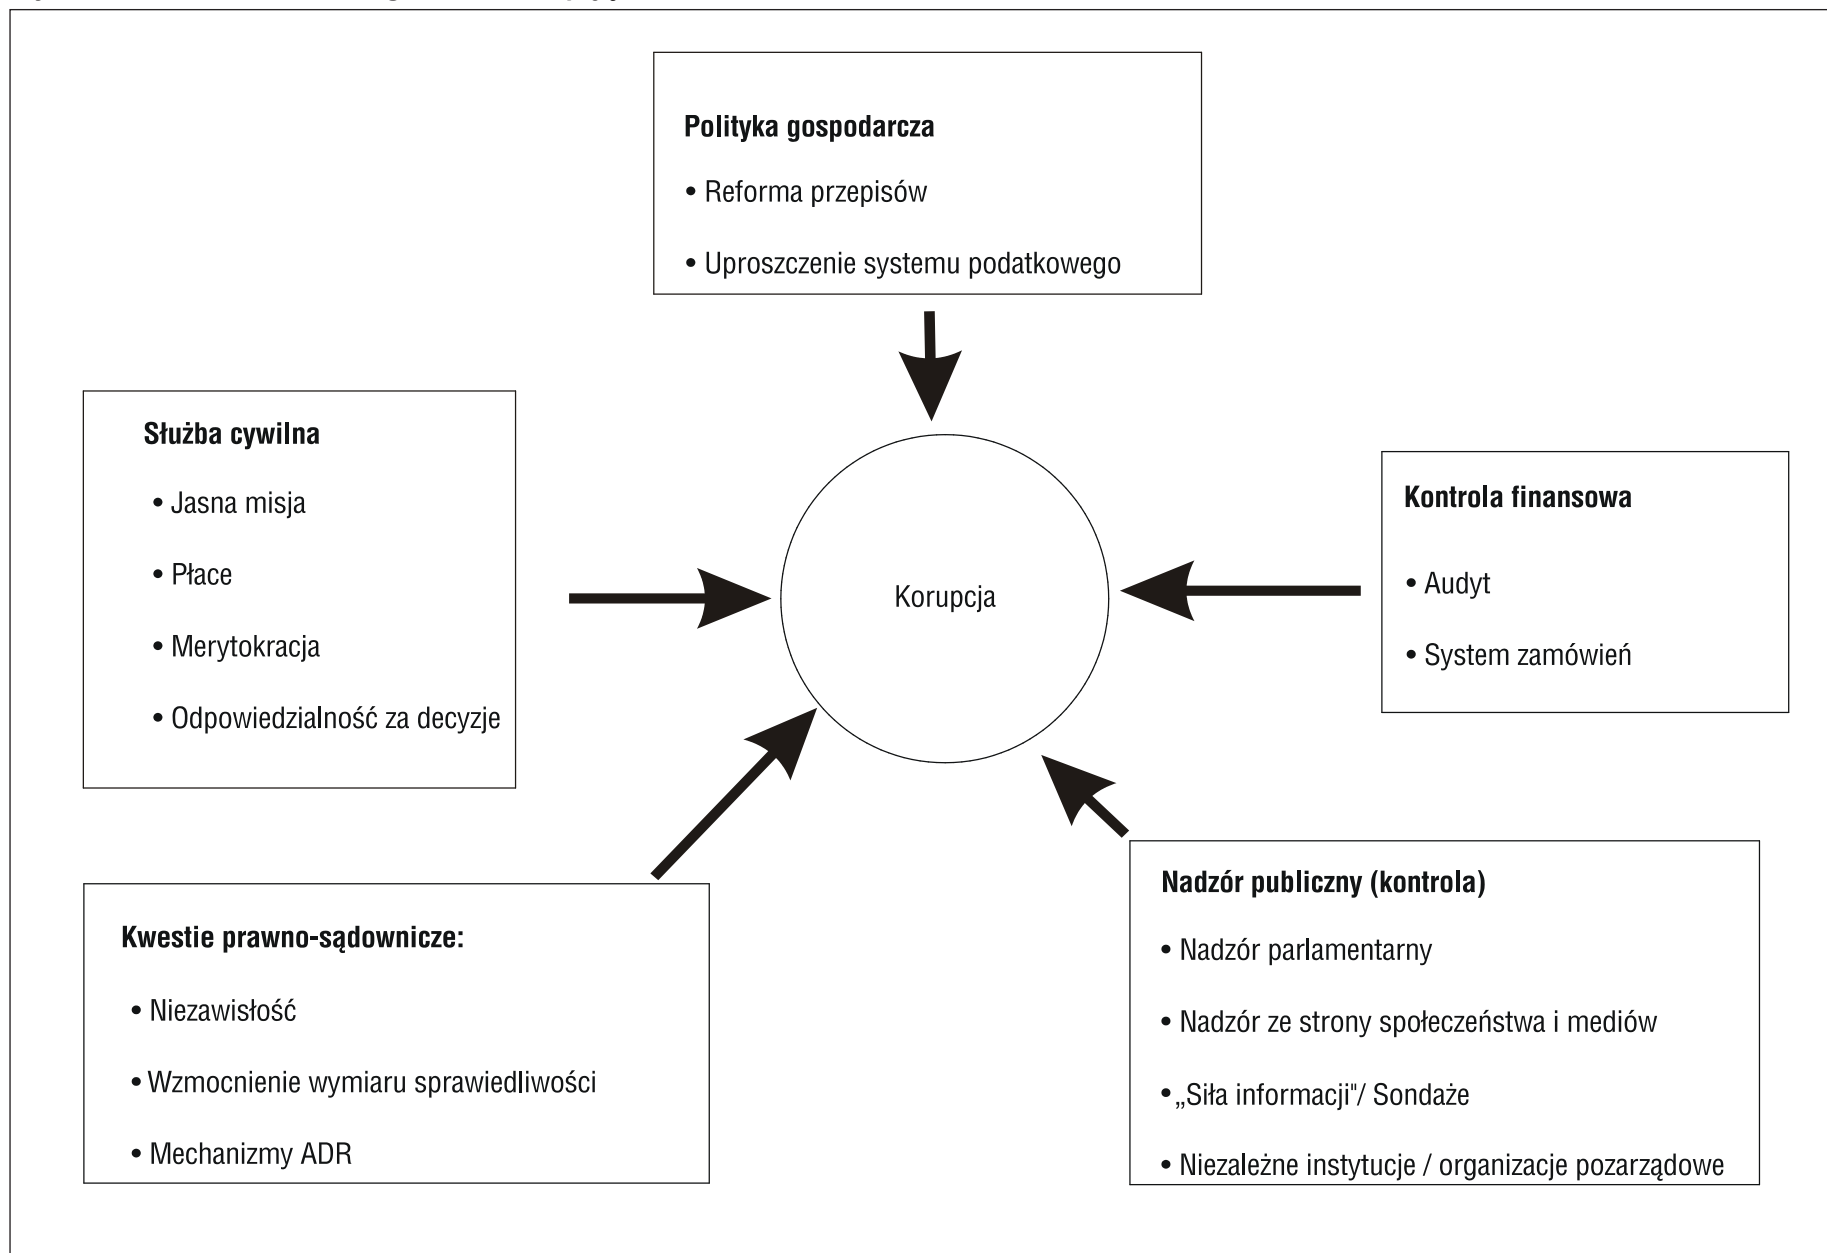 Polityka gospodarcza
• Reforma przepisów
• Uproszczenie systemu podatkowego
Służba cywilna
• Jasna misja
• Płace
• Merytokracja
• Odpowiedzialność za decyzje
Korupcja
Kontrola finansowa
• Audyt
• System zamówień
Kwestie prawno-sądownicze:
• Niezawisłość
• Wzmocnienie wymiaru sprawiedliwości
• Mechanizmy ADR
Nadzór publiczny (kontrola)
• Nadzór parlamentarny
• Nadzór ze strony społeczeństwa i mediów
• „Siła informacji"/ Sondaże
• Niezależne instytucje / organizacje pozarządowe